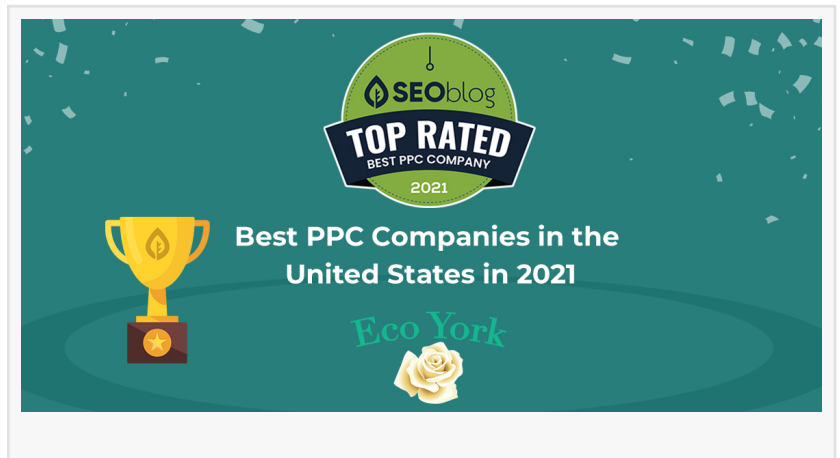 SEOblog
TOP RATED
BEST PPC COMPANY
2021
Best PPC Companies in the
United States in 2021
Eco York